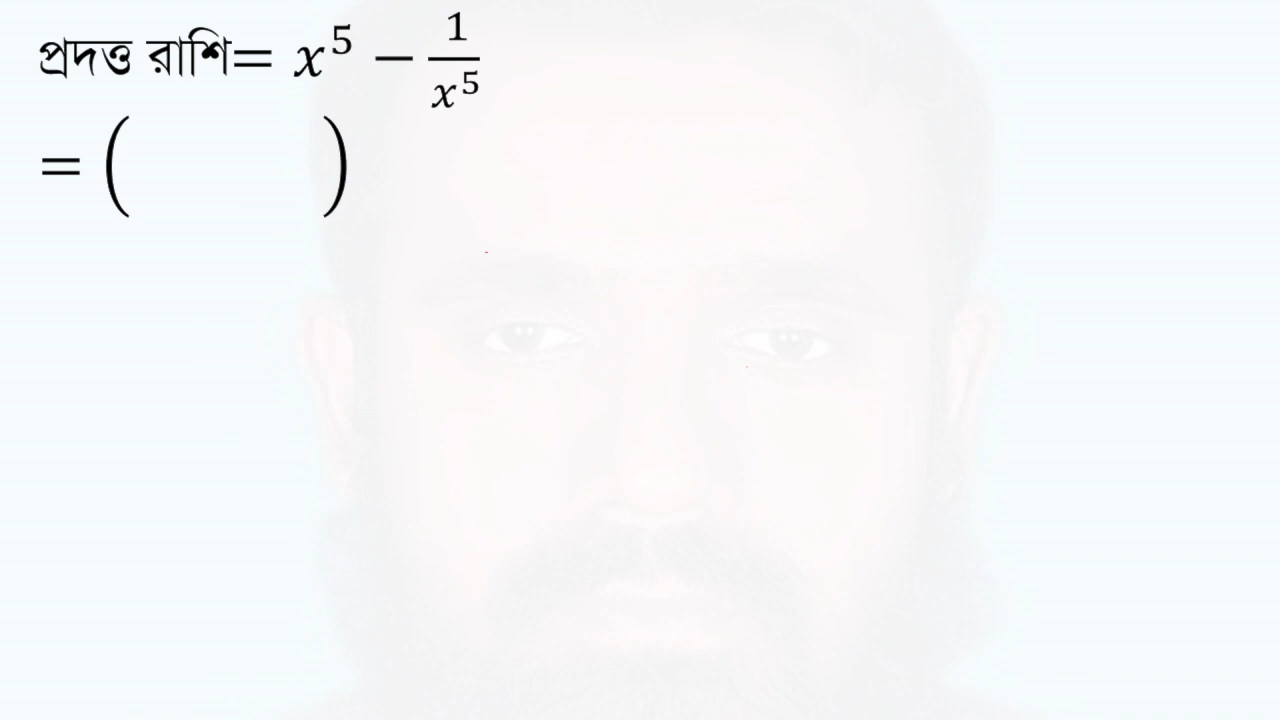 প্রদত্ত রাশি= x⁵ − 1/x⁵
= (          )